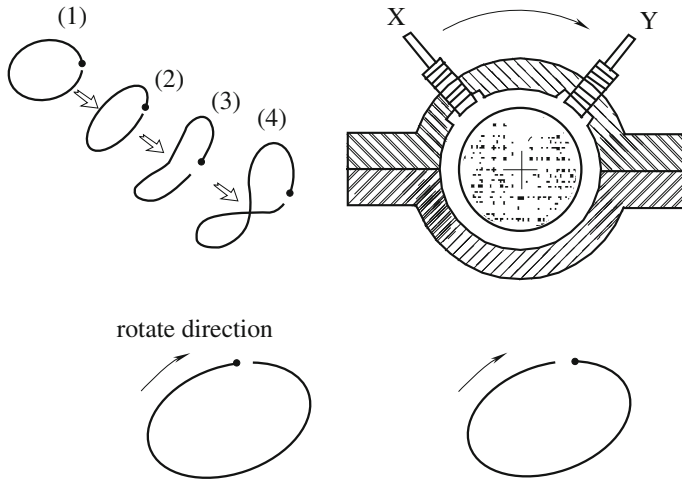 (1)
(2)
(3)
(4)
X
Y
rotate direction